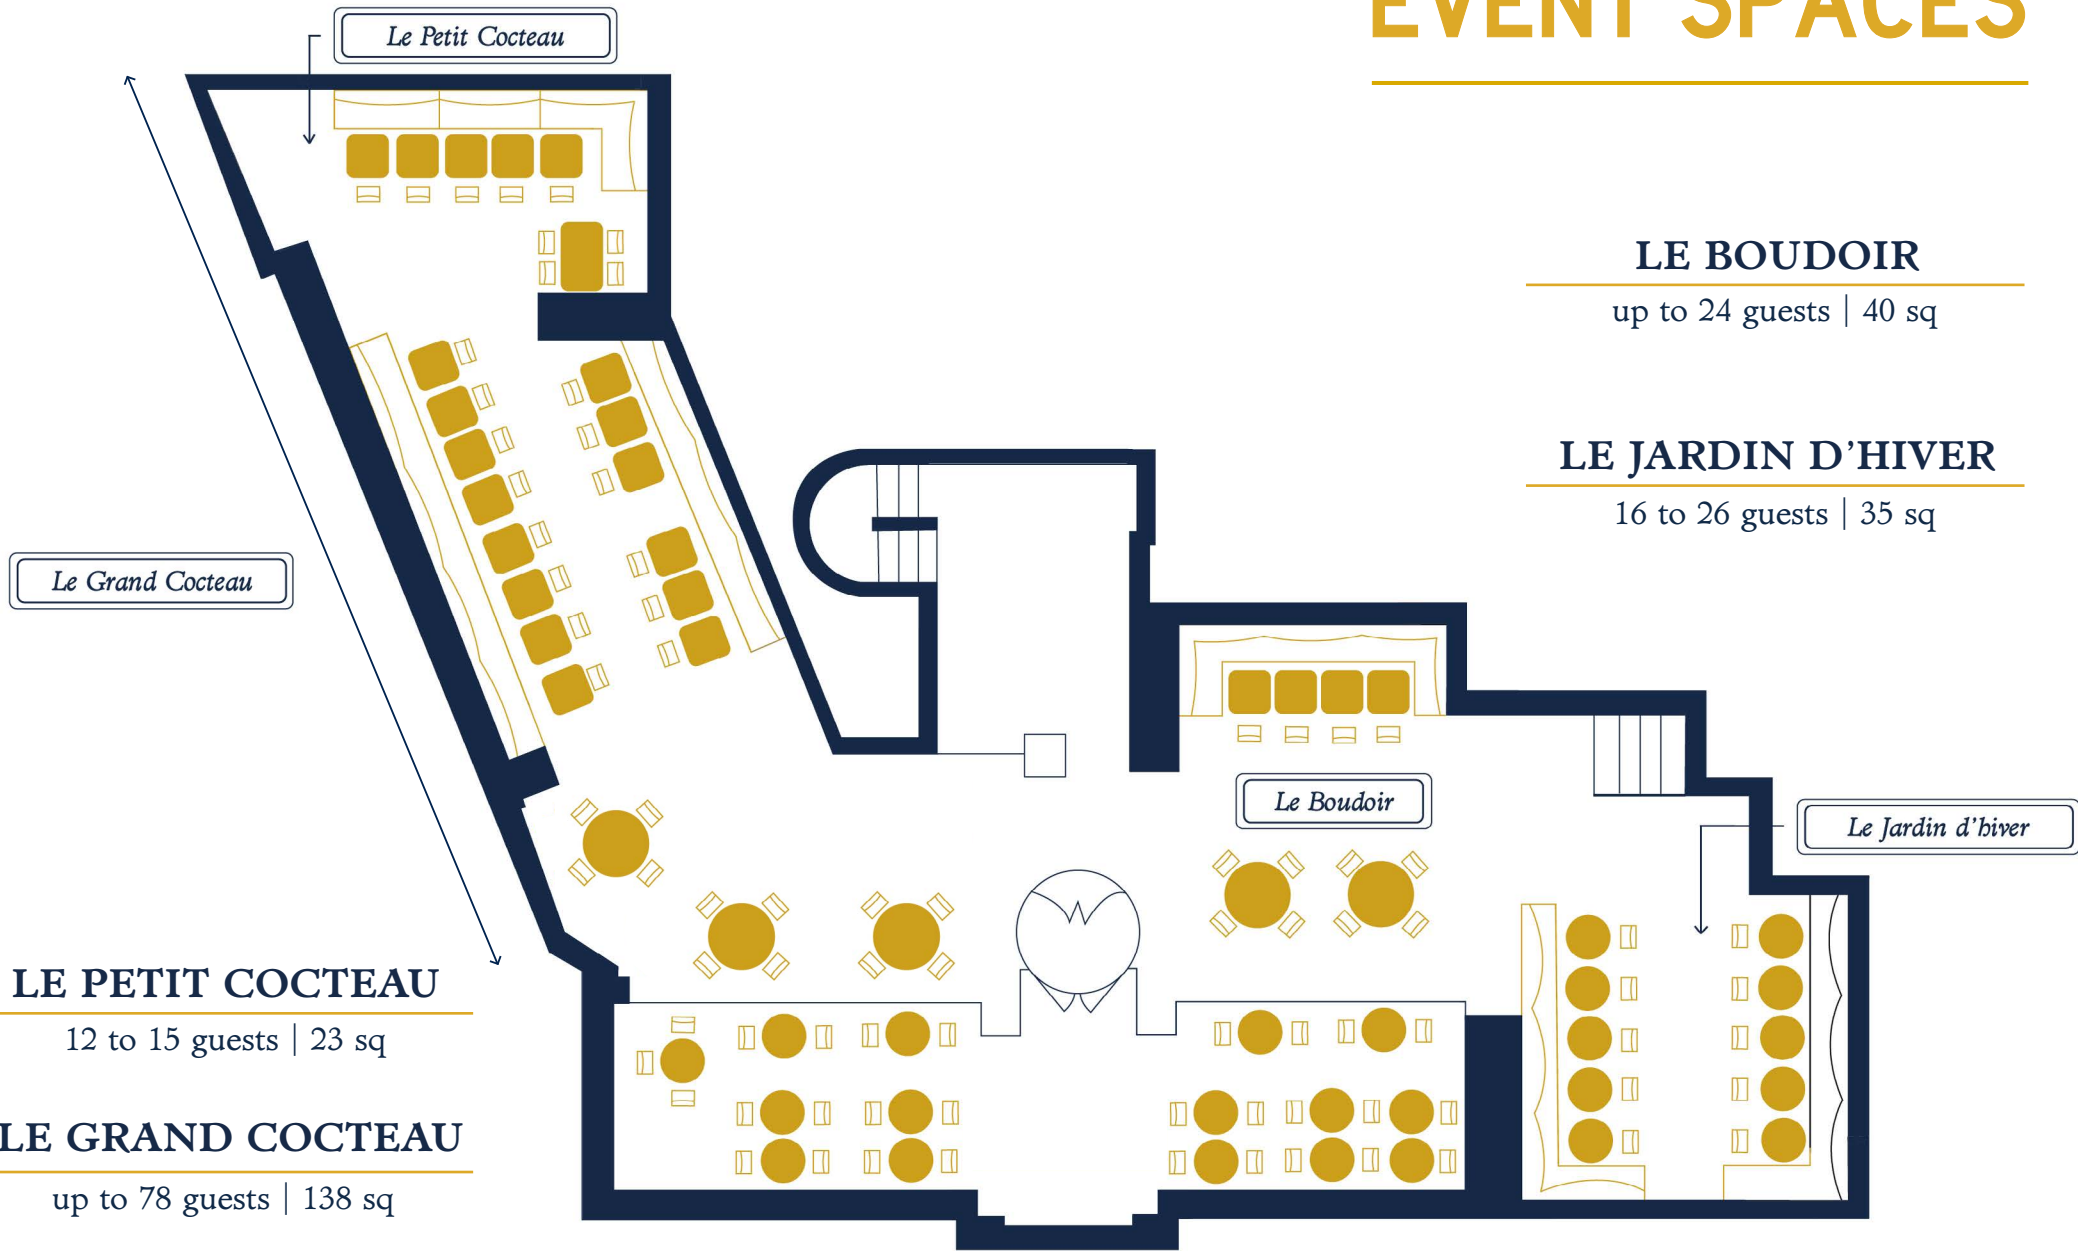 EVENT SPACES
Le Petit Cocteau
LE BOUDOIR
up to 24 guests | 40 sq
LE JARDIN D’HIVER
16 to 26 guests | 35 sq
Le Grand Cocteau
Le Boudoir
Le Jardin d’hiver
LE PETIT COCTEAU
12 to 15 guests | 23 sq
LE GRAND COCTEAU
up to 78 guests | 138 sq